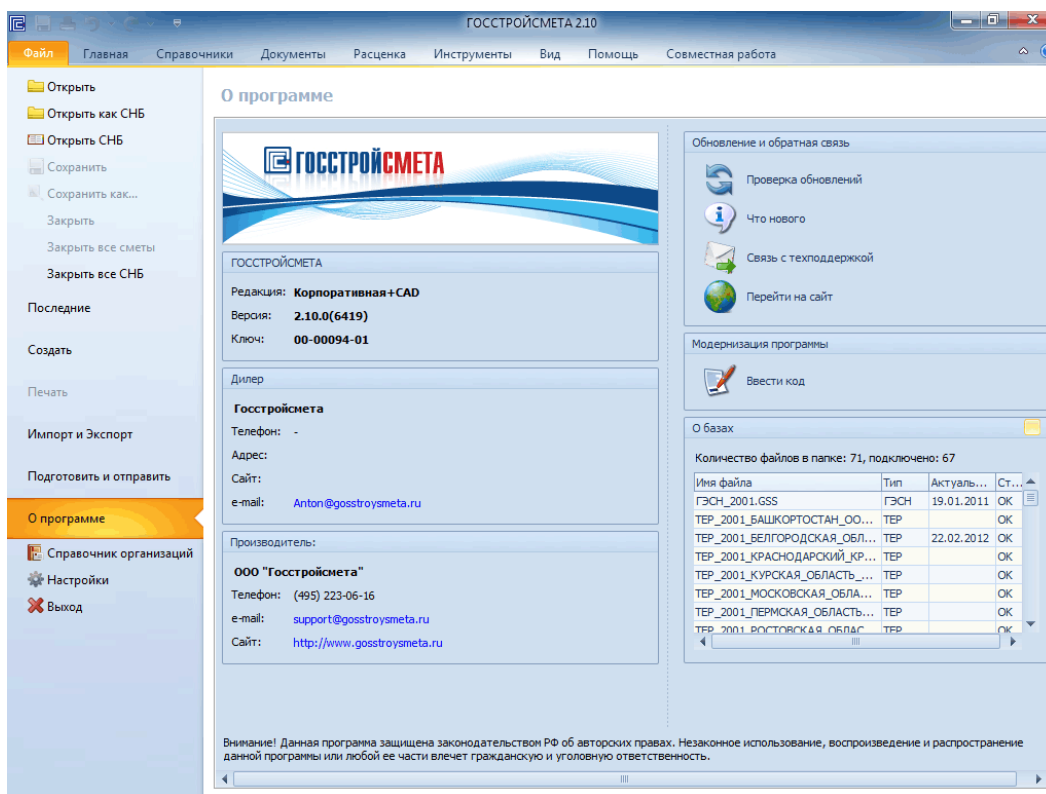 ГОССТРОЙСМЕТА 2.10
Файл Главная Справочники Документы Расценка Инструменты Вид Помощь Совместная работа
Открыть
Открыть как СНБ
Открыть СНБ
Сохранить
Сохранить как...
Закрыть
Закрыть все сметы
Закрыть все СНБ
Последние
Создать
Печать
Импорт и Экспорт
Подготовить и отправить
О программе
Справочник организаций
Настройки
Выход
О программе
ГОССТРОЙСМЕТА
ГОССТРОЙСМЕТА
Редакция: Корпоративная+CAD
Версия: 2.10.0(6419)
Ключ: 00-00094-01
Дилер
Госстройсмета
Телефон: -
Адрес:
Сайт:
e-mail: Anton@gosstroysmeta.ru
Производитель:
ООО "Госстройсмета"
Телефон: (495) 223-06-16
e-mail: support@gosstroysmeta.ru
Сайт: http://www.gosstroysmeta.ru
Обновление и обратная связь
Проверка обновлений
Что нового
Связь с техподдержкой
Перейти на сайт
Модернизация программы
Ввести код
О базах
Количество файлов в папке: 71, подключено: 67
Имя файла Тип Актуаль... Ст...
ГЭСН_2001.GSS ГЭСН 19.01.2011 OK
ТЕР_2001_БАШКОРТОСТАН_ОО... ТЕР OK
ТЕР_2001_БЕЛГОРОДСКАЯ_ОБЛ... ТЕР 22.02.2012 OK
ТЕР_2001_КРАСНОДАРСКИЙ_КР... ТЕР OK
ТЕР_2001_КУРСКАЯ_ОБЛАСТЬ_... ТЕР OK
ТЕР_2001_МОСКОВСКАЯ_ОБЛА... ТЕР OK
ТЕР_2001_ПЕРМСКАЯ_ОБЛАСТЬ... ТЕР OK
ТЕР_2001_РОСТОВСКАЯ_ОБЛАС... ТЕР OK
Внимание! Данная программа защищена законодательством РФ об авторских правах. Незаконное использование, воспроизведение и распространение
данной программы или любой ее части влечет гражданскую и уголовную ответственность.